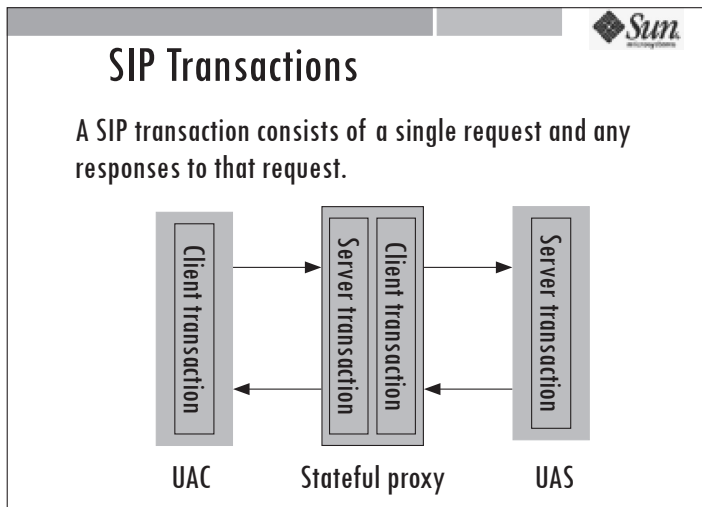 Sun
microsystems
SIP Transactions
A SIP transaction consists of a single request and any
responses to that request.
Client transaction
Server transaction
Client transaction
Server transaction
UAC
Stateful proxy
UAS